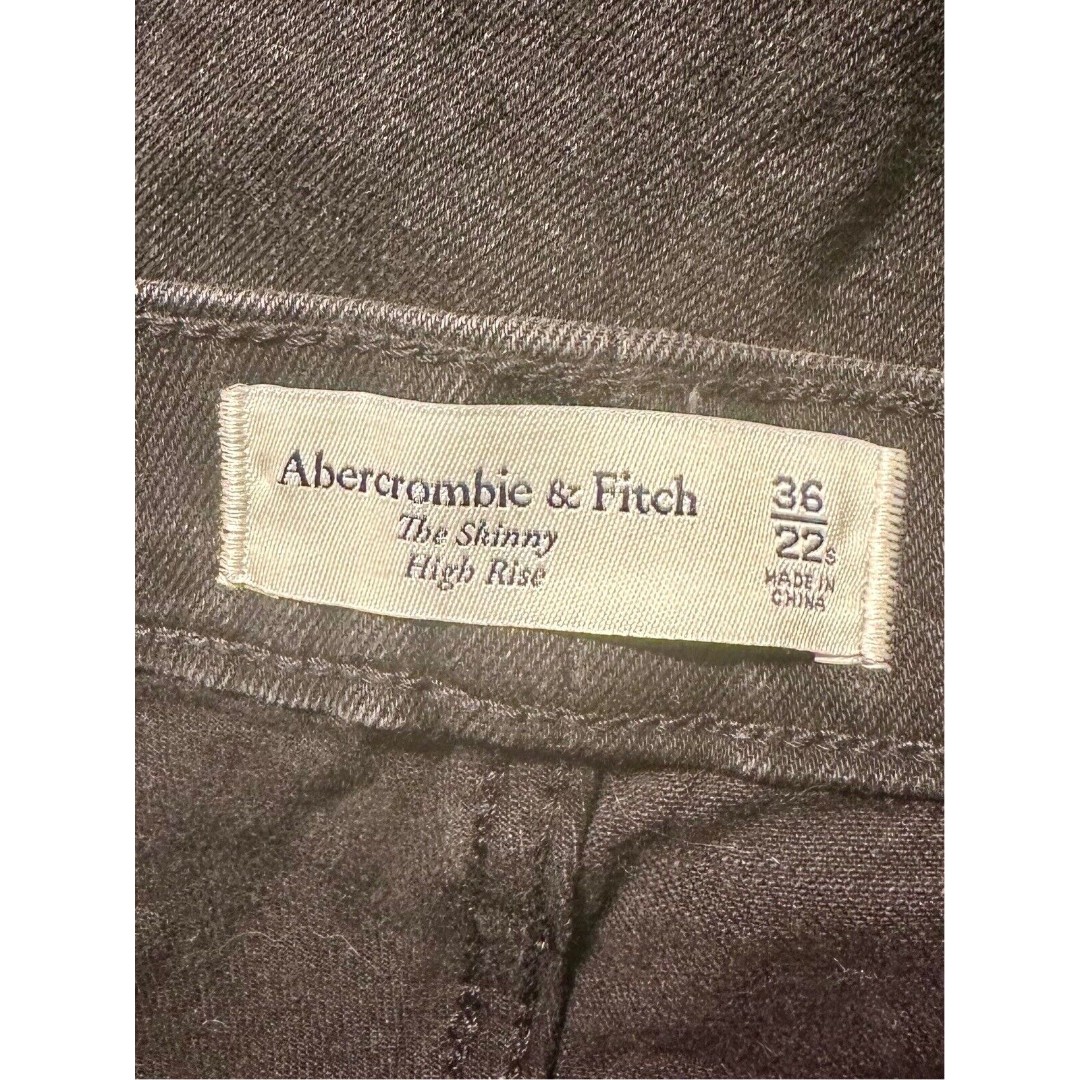 Abercrombie & Fitch
The Skinny
High Rise
36
22s
MADE IN
CHINA